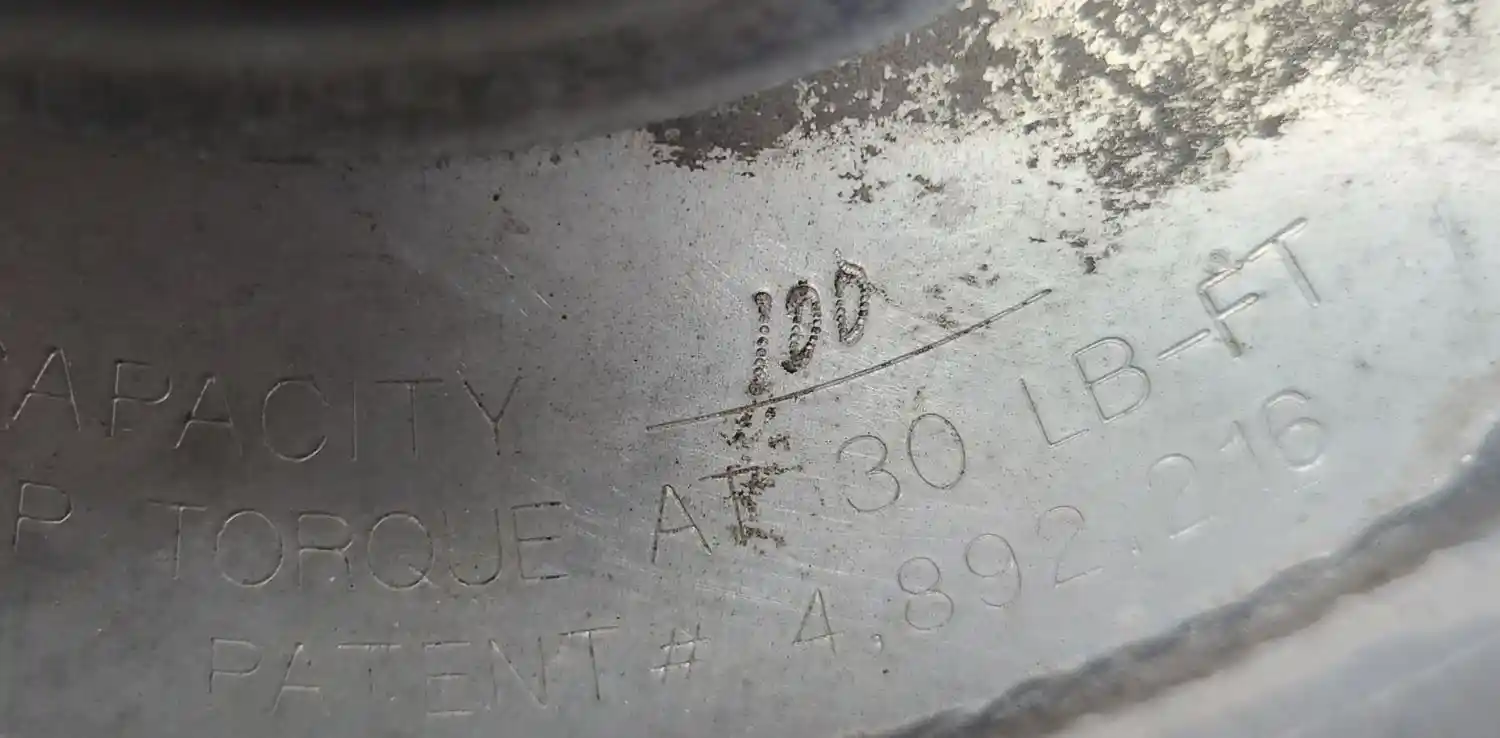 CAPACITY 100
P TORQUE AT 30 LB-FT
PATENT # 4,892,216